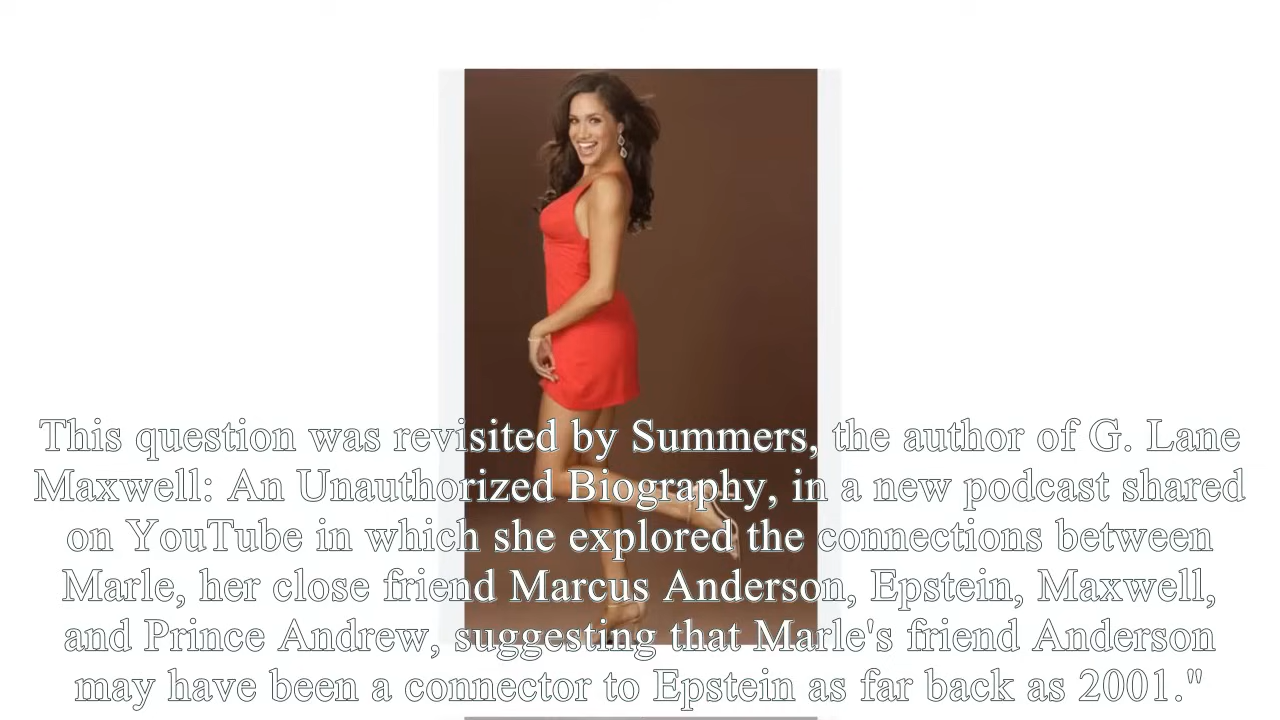 This question was revisited by Summers, the author of G. Lane
Maxwell: An Unauthorized Biography, in a new podcast shared
on YouTube in which she explored the connections between
Marle, her close friend Marcus Anderson, Epstein, Maxwell,
and Prince Andrew, suggesting that Marle's friend Anderson
may have been a connector to Epstein as far back as 2001."